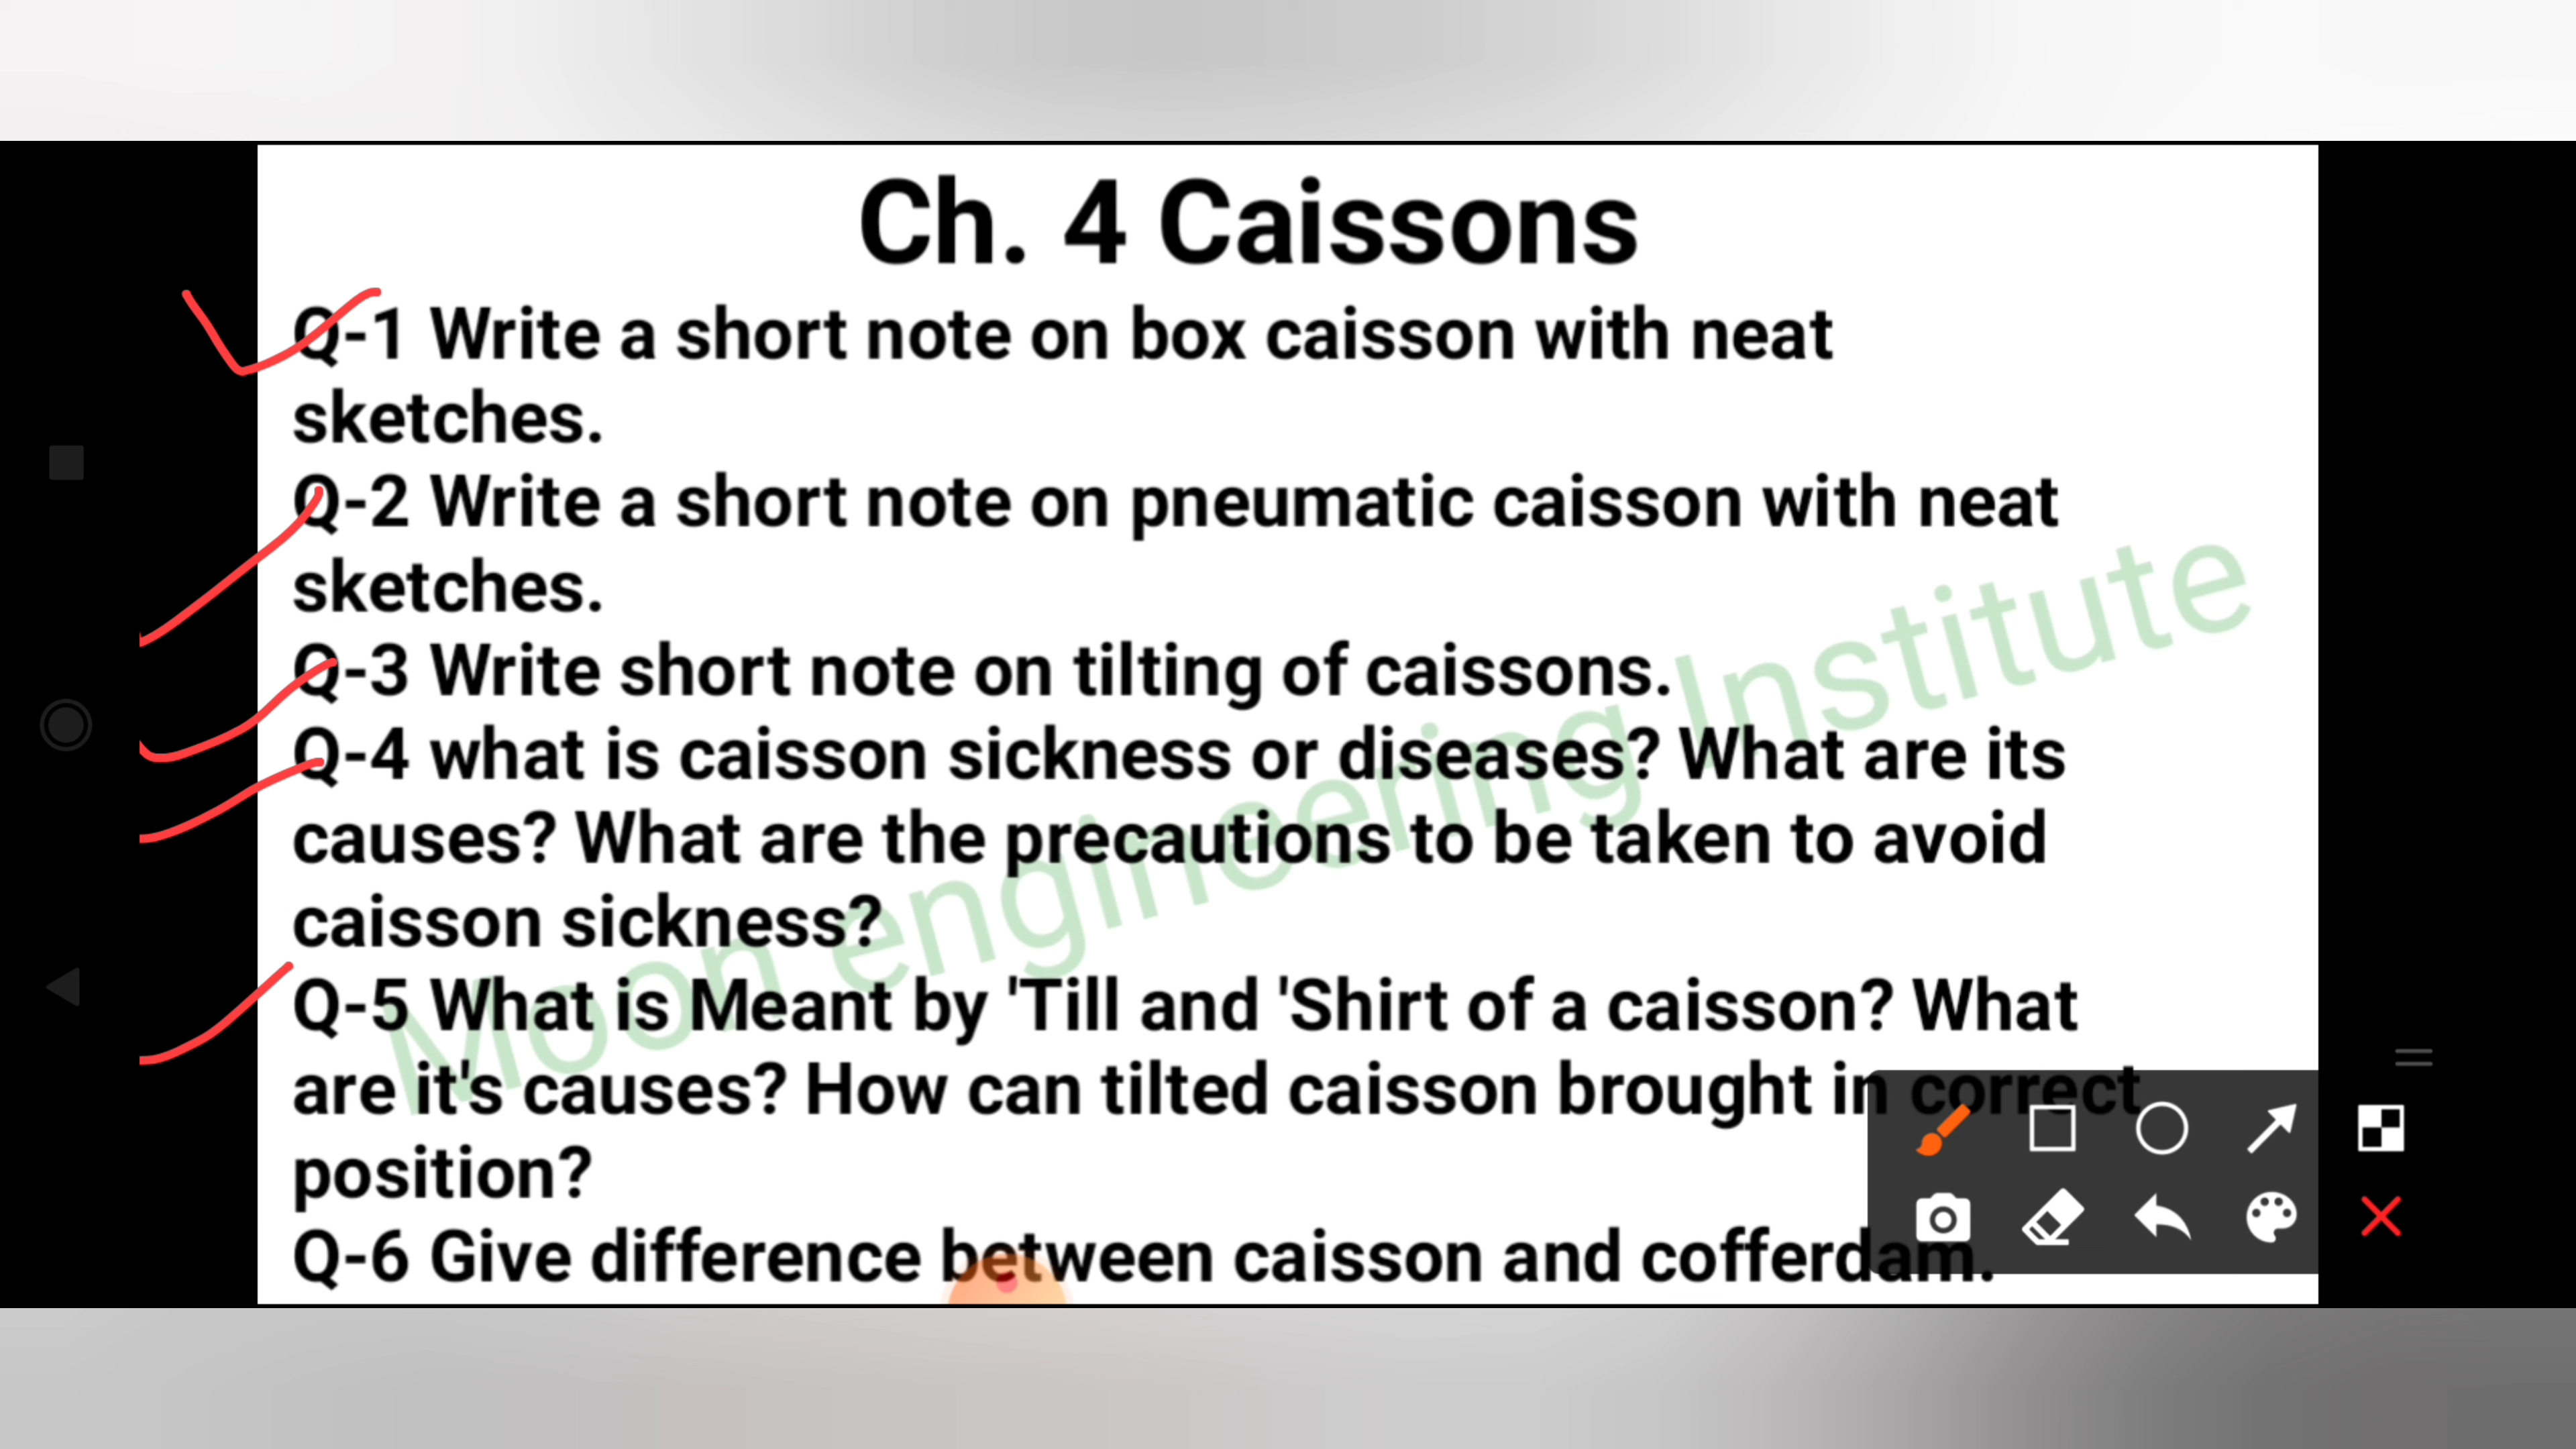 Ch. 4 Caissons
Q-1 Write a short note on box caisson with neat
sketches.
Q-2 Write a short note on pneumatic caisson with neat
sketches.
Q-3 Write short note on tilting of caissons.
Q-4 what is caisson sickness or diseases? What are its
causes? What are the precautions to be taken to avoid
caisson sickness?
Q-5 What is Meant by 'Till and 'Shirt of a caisson? What
are it's causes? How can tilted caisson brought in correct
position?
Q-6 Give difference between caisson and cofferdam.
Moon engineering Institute